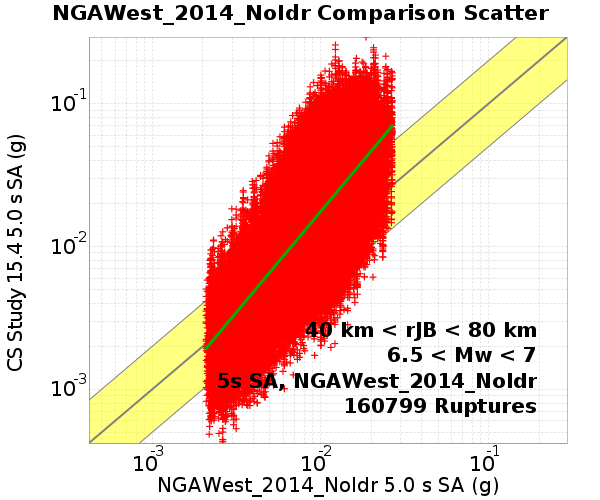 NGAWest_2014_NoIdr Comparison Scatter
CS Study 15.4 5.0 s SA (g)
10-1
10-2
10-3
40 km < rJB < 80 km
6.5 < Mw < 7
5s SA, NGAWest_2014_NoIdr
160799 Ruptures
10-3 10-2 10-1
NGAWest_2014_NoIdr 5.0 s SA (g)